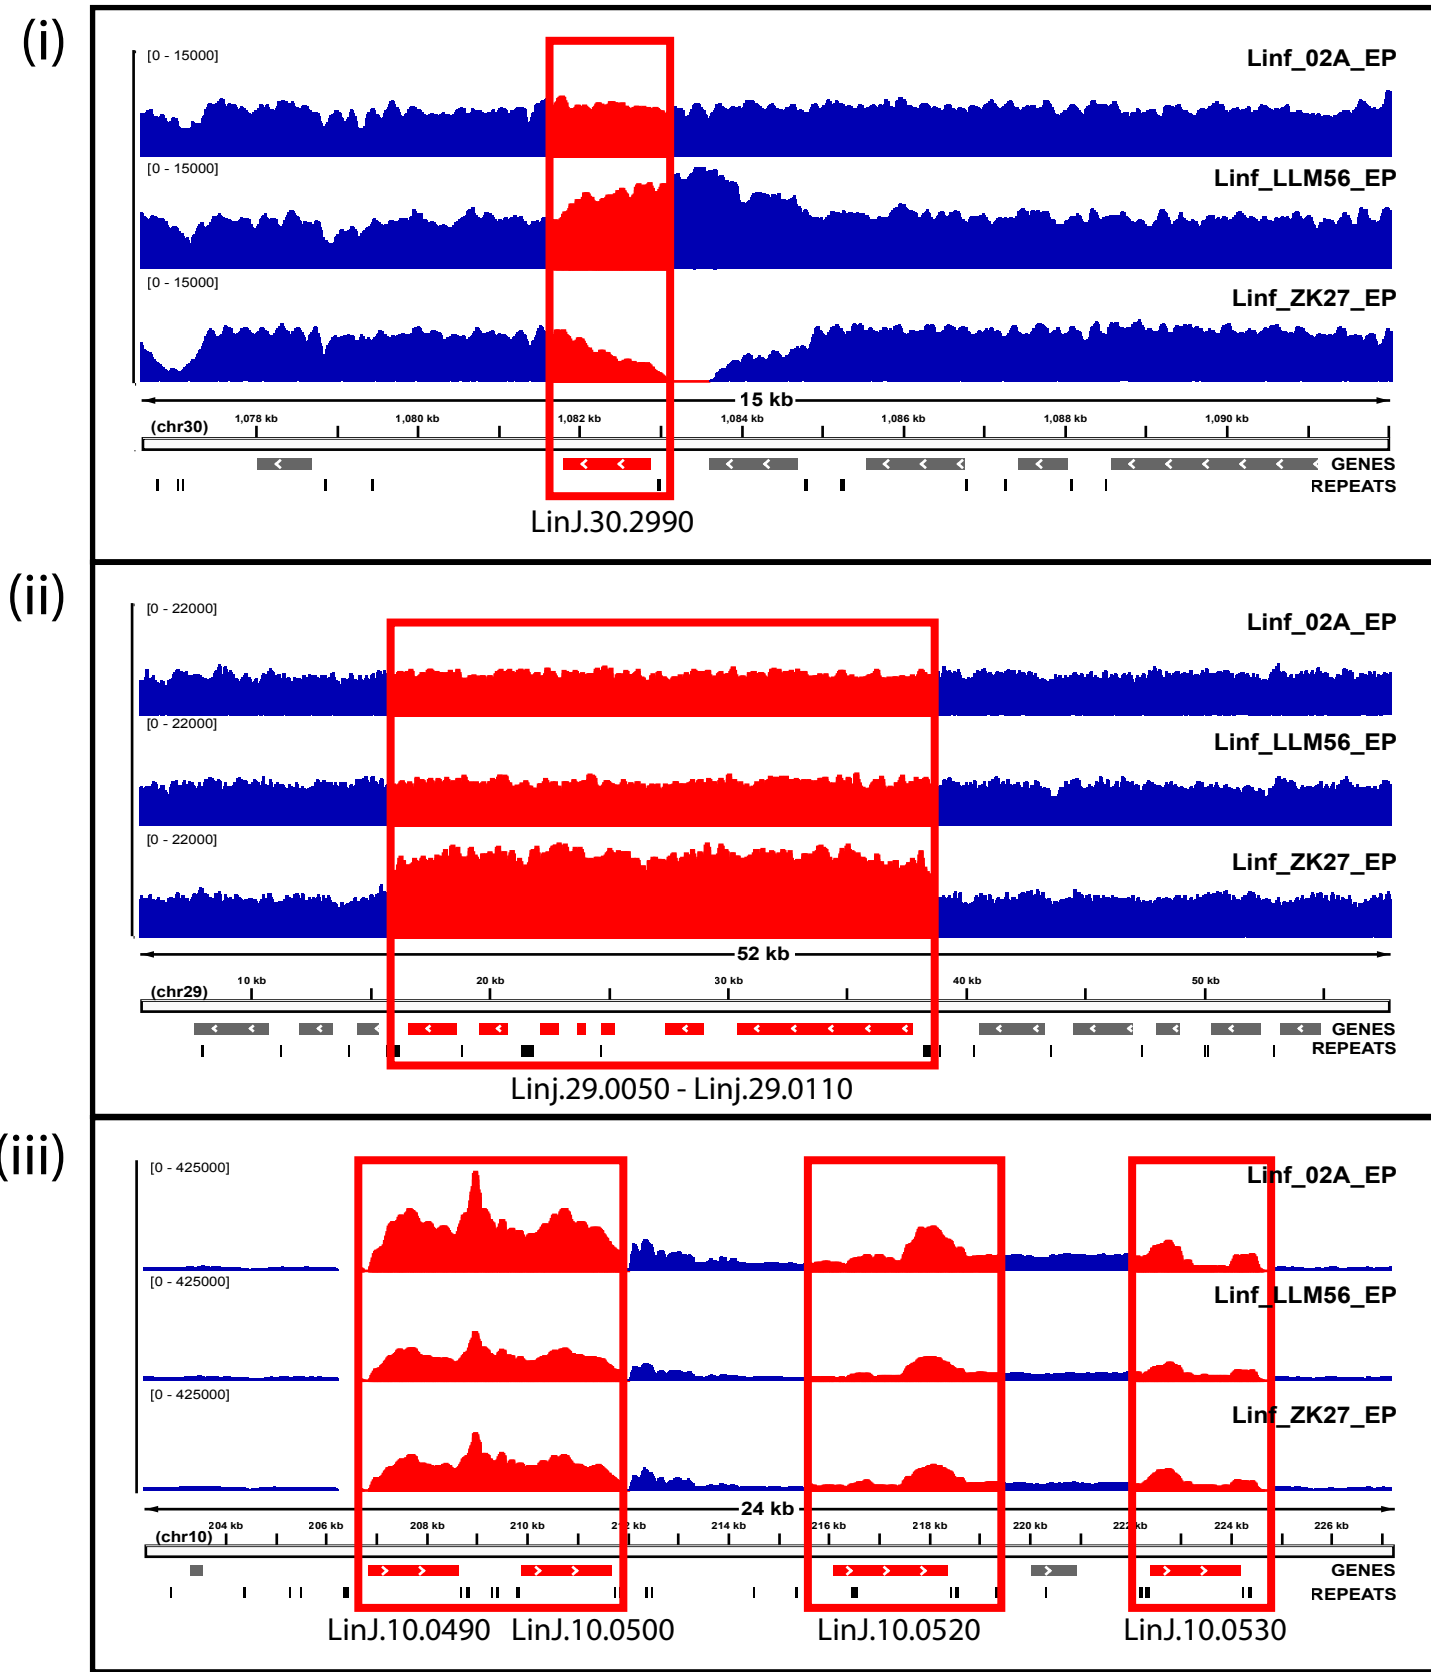 (i)
[0 - 15000]
Linf_02A_EP
[0 - 15000]
Linf_LLM56_EP
[0 - 15000]
Linf_ZK27_EP
15 kb
(chr30)
1,078 kb 1,080 kb 1,082 kb 1,084 kb 1,086 kb 1,088 kb 1,090 kb
GENES
REPEATS
LinJ.30.2990
(ii)
[0 - 22000]
Linf_02A_EP
[0 - 22000]
Linf_LLM56_EP
[0 - 22000]
Linf_ZK27_EP
52 kb
(chr29)
10 kb 20 kb 30 kb 40 kb 50 kb
GENES
REPEATS
Linj.29.0050 - Linj.29.0110
(iii)
[0 - 425000]
Linf_02A_EP
[0 - 425000]
Linf_LLM56_EP
[0 - 425000]
Linf_ZK27_EP
24 kb
(chr10)
204 kb 206 kb 208 kb 210 kb 212 kb 214 kb 216 kb 218 kb 220 kb 222 kb 224 kb 226 kb
GENES
REPEATS
LinJ.10.0490 LinJ.10.0500 LinJ.10.0520 LinJ.10.0530